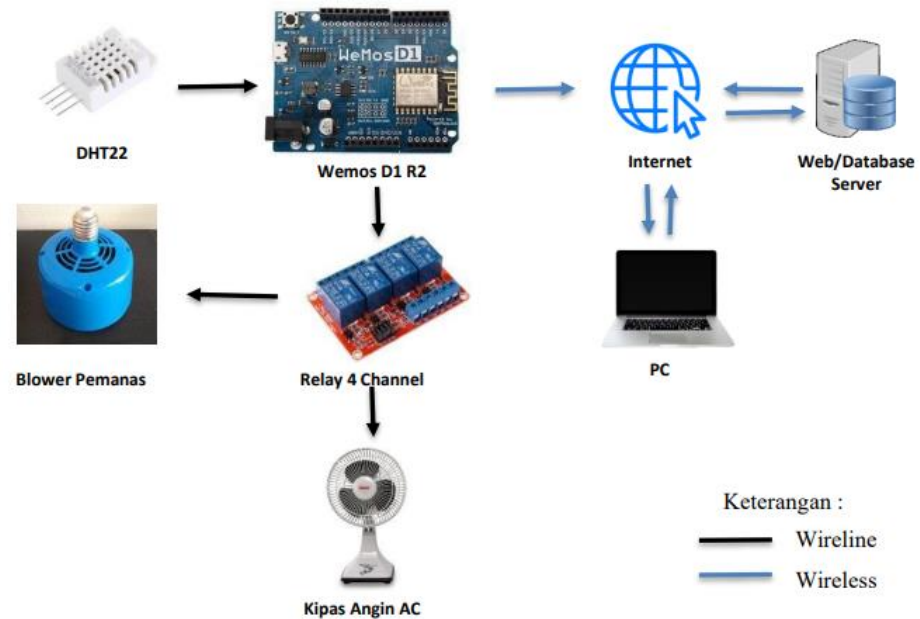 WeMos D1
DHT22
Wemos D1 R2
Internet
Web/Database
Server
Blower Pemanas
Relay 4 Channel
PC
Kipas Angin AC
Keterangan :
Wireline
Wireless